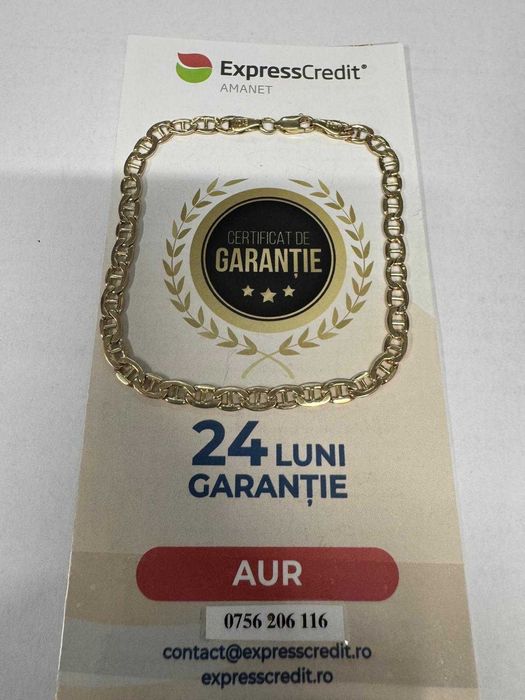 ExpressCredit®
AMANET
CERTIFICAT DE
GARANȚIE
24 LUNI
GARANȚIE
AUR
0756 206 116
contact@expresscredit.ro
expresscredit.ro